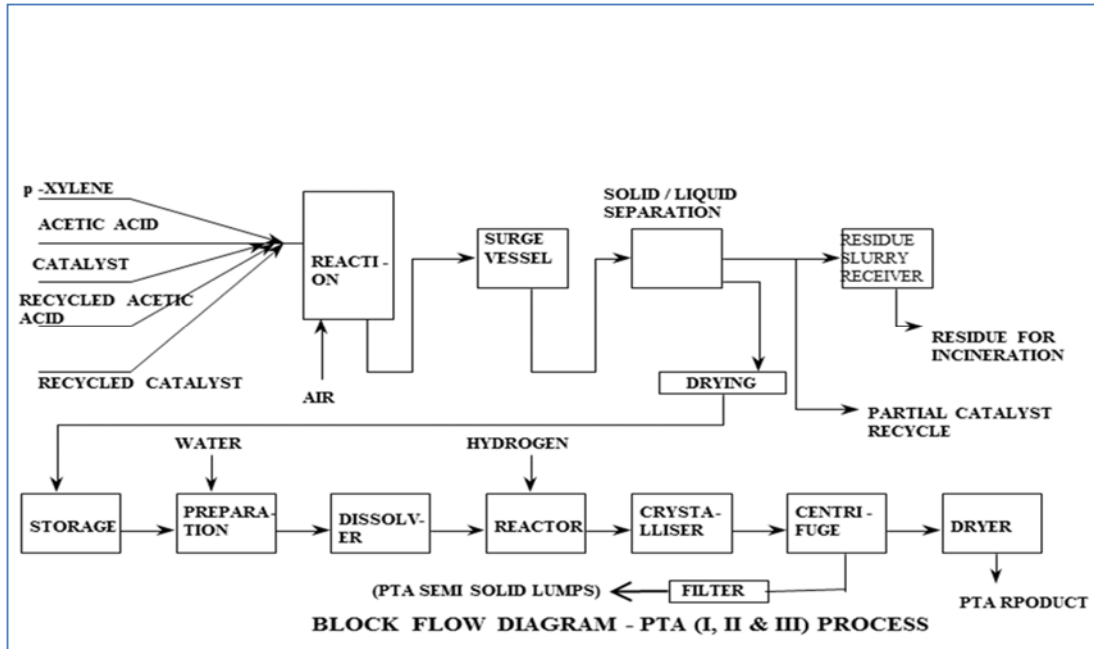 p -XYLENE
ACETIC ACID
CATALYST
RECYCLED ACETIC
ACID
RECYCLED CATALYST
REACTI -
ON
AIR
SURGE
VESSEL
SOLID / LIQUID
SEPARATION
RESIDUE
SLURRY
RECEIVER
RESIDUE FOR
INCINERATION
DRYING
PARTIAL CATALYST
RECYCLE
WATER
HYDROGEN
STORAGE
PREPARA-
TION
DISSOLV-
ER
REACTOR
CRYSTA-
LLISER
CENTRI-
FUGE
DRYER
(PTA SEMI SOLID LUMPS)
FILTER
PTA RPODUCT
BLOCK FLOW DIAGRAM - PTA (I, II & III) PROCESS